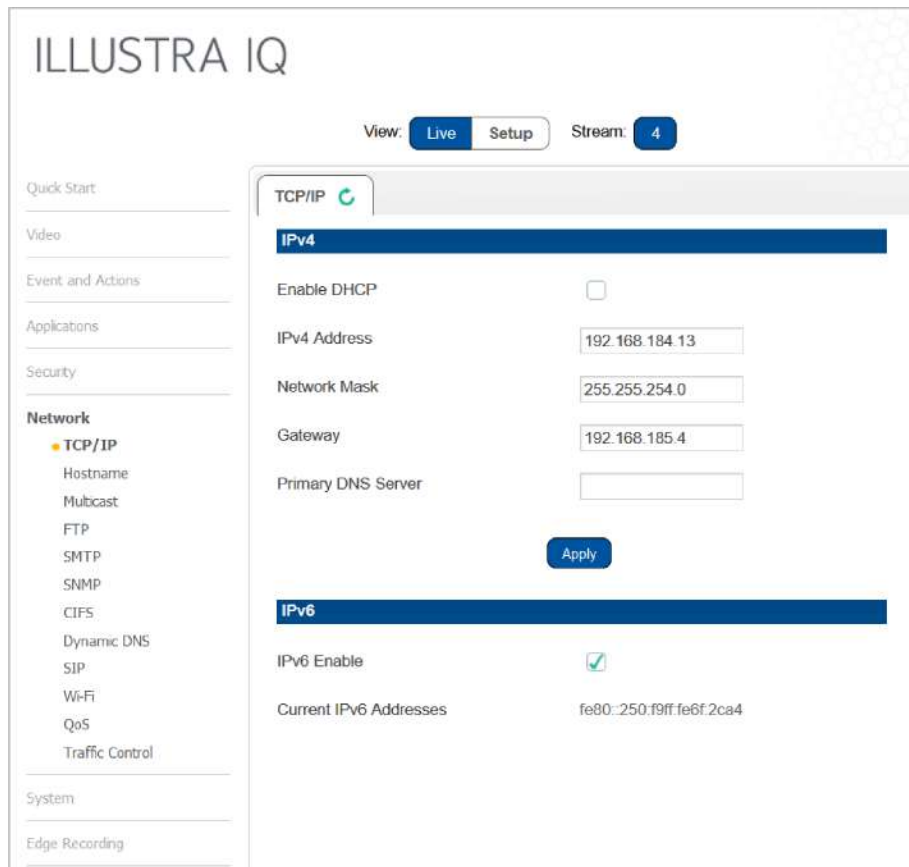 ILLUSTRA IQ
View: Live Setup Stream: 4
Quick Start
Video
Event and Actions
Applications
Security
Network
TCP/IP
Hostname
Multicast
FTP
SMTP
SNMP
CIFS
Dynamic DNS
SIP
Wi-Fi
QoS
Traffic Control
System
Edge Recording
TCP/IP
IPv4
Enable DHCP
IPv4 Address 192.168.184.13
Network Mask 255.255.254.0
Gateway 192.168.185.4
Primary DNS Server
Apply
IPv6
IPv6 Enable
Current IPv6 Addresses fe80::250:f9ff:fe6f:2ca4